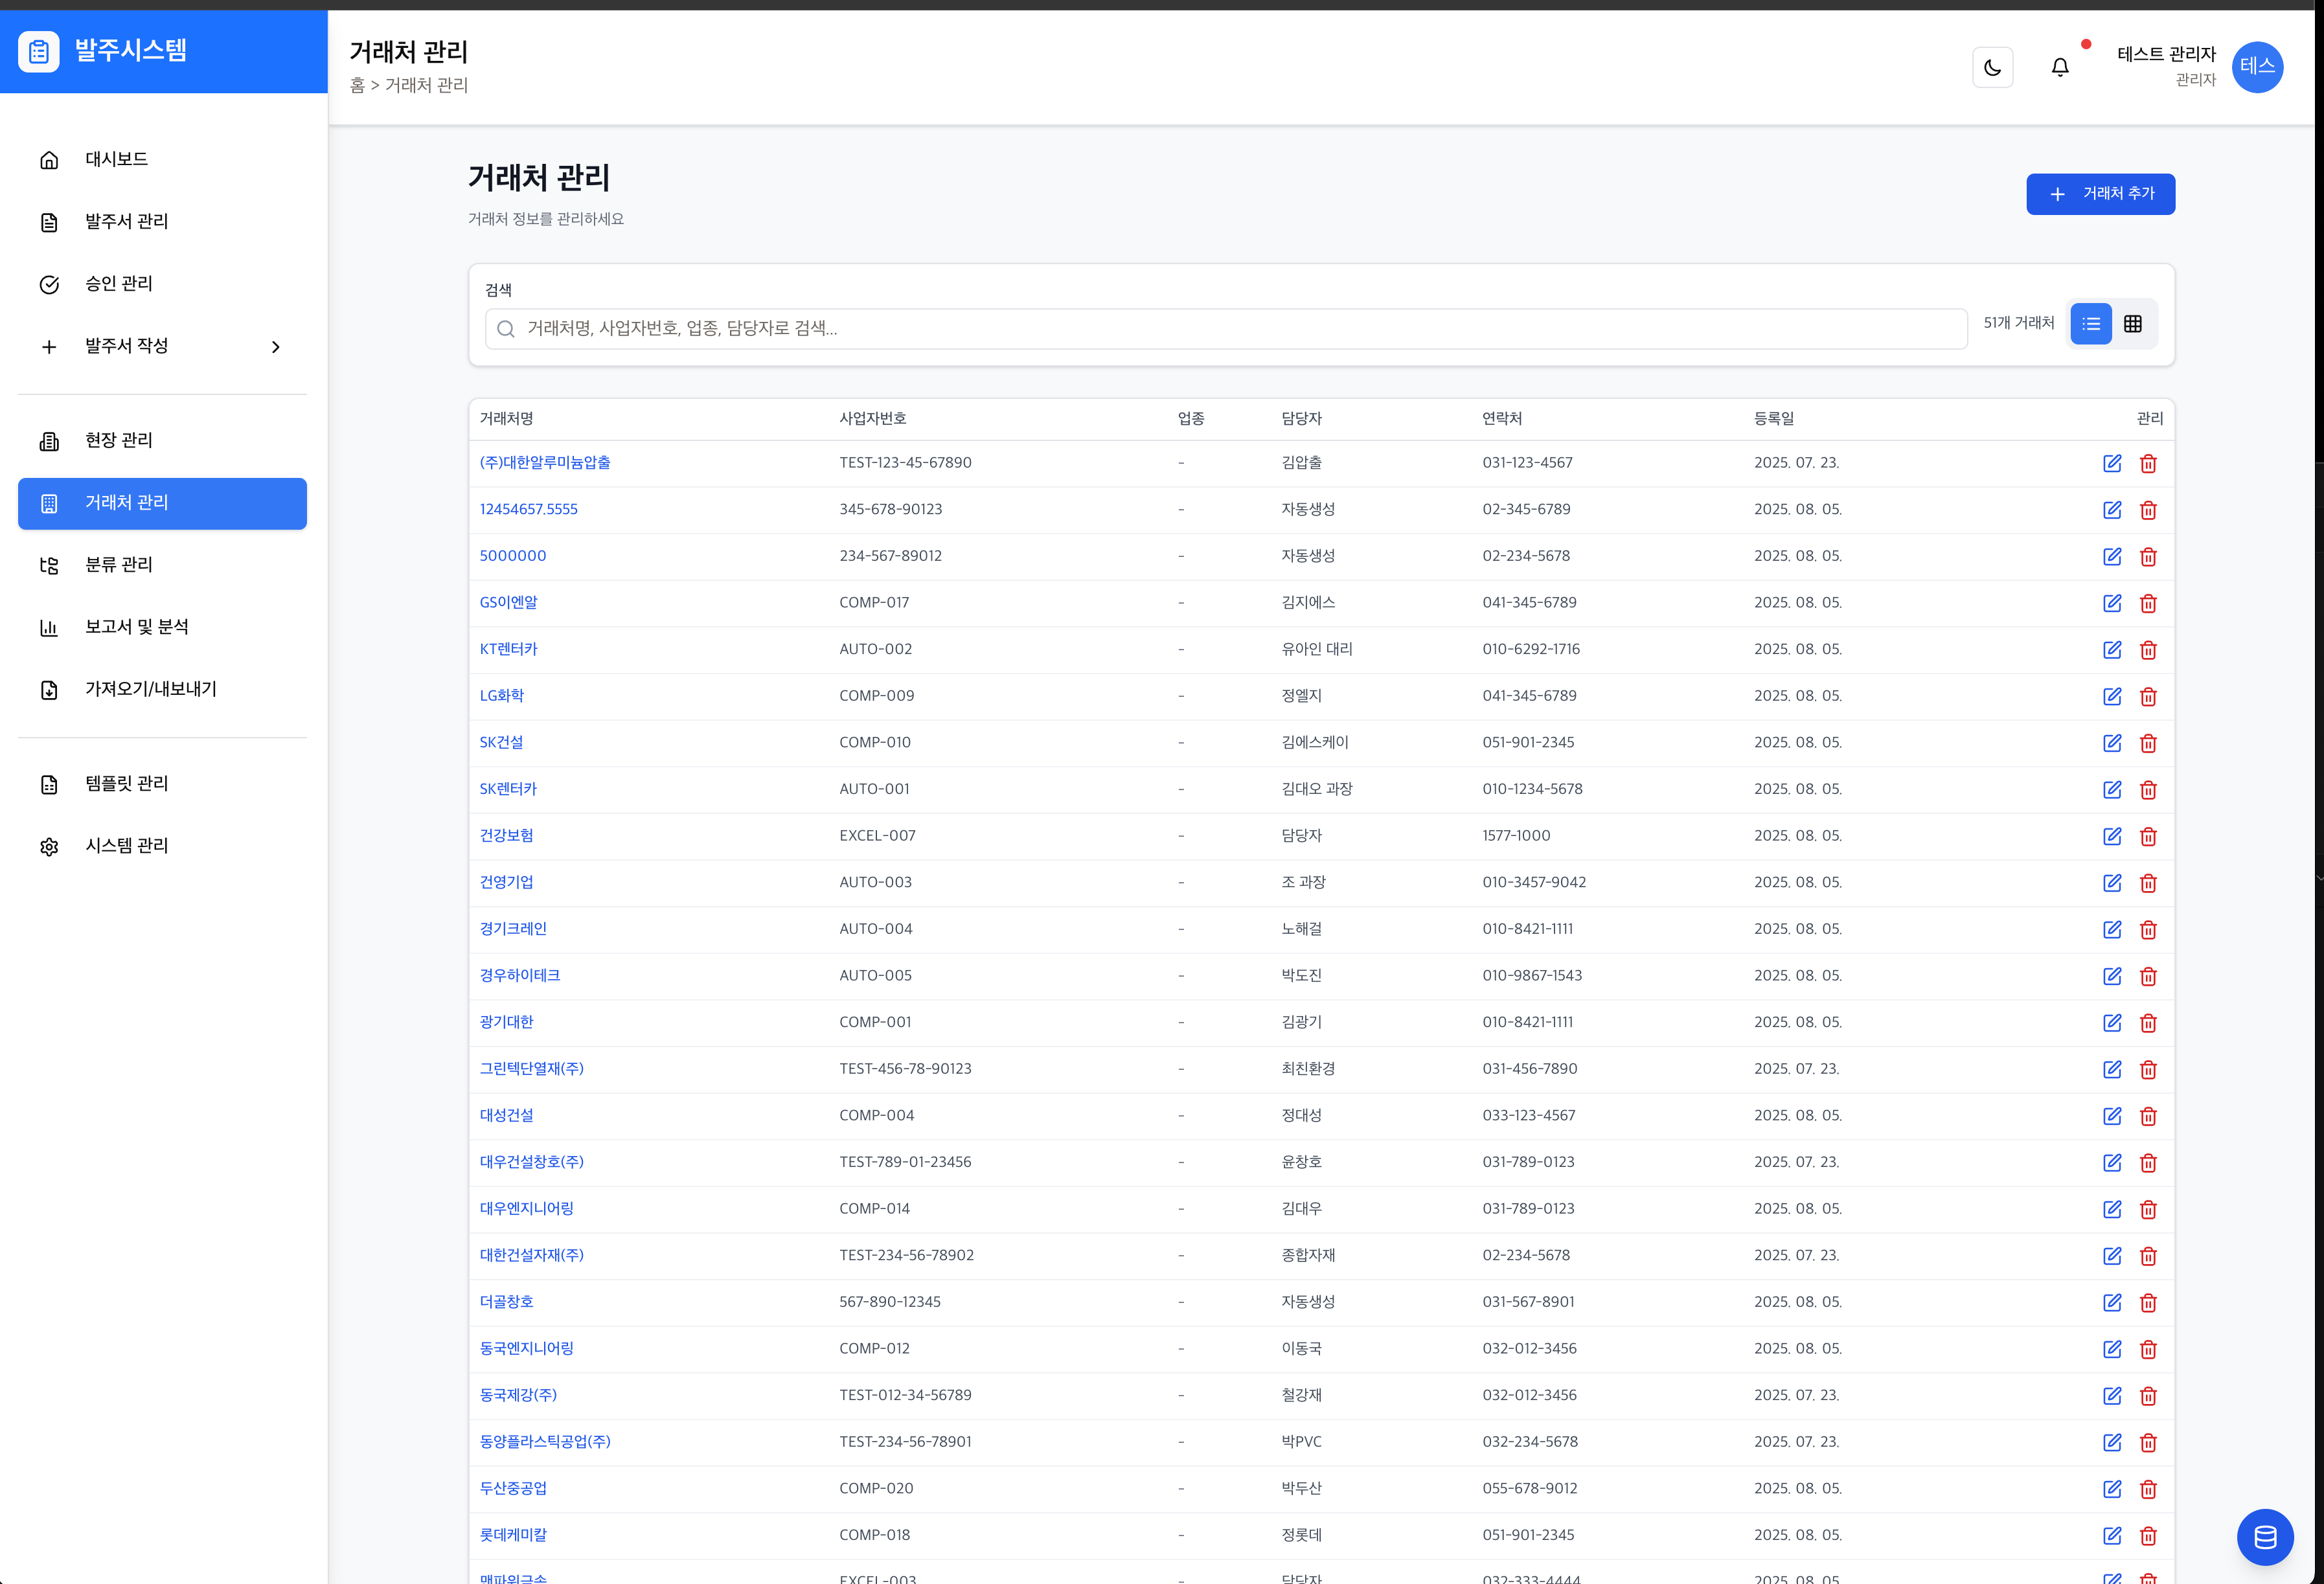 발주시스템
대시보드
발주서 관리
승인 관리
발주서 작성
현장 관리
거래처 관리
분류 관리
보고서 및 분석
가져오기/내보내기
템플릿 관리
시스템 관리
거래처 관리
홈 > 거래처 관리
테스트 관리자
관리자
테스
거래처 관리
거래처 정보를 관리하세요
거래처 추가
검색
거래처명, 사업자번호, 업종, 담당자로 검색...
51개 거래처
거래처명 사업자번호 업종 담당자 연락처 등록일 관리
(주)대한알루미늄압출 TEST-123-45-67890 - 김압출 031-123-4567 2025. 07. 23.
12454657.5555 345-678-90123 - 자동생성 02-345-6789 2025. 08. 05.
5000000 234-567-89012 - 자동생성 02-234-5678 2025. 08. 05.
GS이엔알 COMP-017 - 김지에스 041-345-6789 2025. 08. 05.
KT렌터카 AUTO-002 - 유아인 대리 010-6292-1716 2025. 08. 05.
LG화학 COMP-009 - 정엘지 041-345-6789 2025. 08. 05.
SK건설 COMP-010 - 김에스케이 051-901-2345 2025. 08. 05.
SK렌터카 AUTO-001 - 김대오 과장 010-1234-5678 2025. 08. 05.
건강보험 EXCEL-007 - 담당자 1577-1000 2025. 08. 05.
건영기업 AUTO-003 - 조 과장 010-3457-9042 2025. 08. 05.
경기크레인 AUTO-004 - 노해걸 010-8421-1111 2025. 08. 05.
경우하이테크 AUTO-005 - 박도진 010-9867-1543 2025. 08. 05.
광기대한 COMP-001 - 김광기 010-8421-1111 2025. 08. 05.
그린텍단열재(주) TEST-456-78-90123 - 최친환경 031-456-7890 2025. 07. 23.
대성건설 COMP-004 - 정대성 033-123-4567 2025. 08. 05.
대우건설창호(주) TEST-789-01-23456 - 윤창호 031-789-0123 2025. 07. 23.
대우엔지니어링 COMP-014 - 김대우 031-789-0123 2025. 08. 05.
대한건설자재(주) TEST-234-56-78902 - 종합자재 02-234-5678 2025. 07. 23.
더골창호 567-890-12345 - 자동생성 031-567-8901 2025. 08. 05.
동국엔지니어링 COMP-012 - 이동국 032-012-3456 2025. 08. 05.
동국제강(주) TEST-012-34-56789 - 철강재 032-012-3456 2025. 07. 23.
동양플라스틱공업(주) TEST-234-56-78901 - 박PVC 032-234-5678 2025. 07. 23.
두산중공업 COMP-020 - 박두산 055-678-9012 2025. 08. 05.
롯데케미칼 COMP-018 - 정롯데 051-901-2345 2025. 08. 05.
EXCEL-003 - 담당자 032-333-4444 2025. 08. 05.